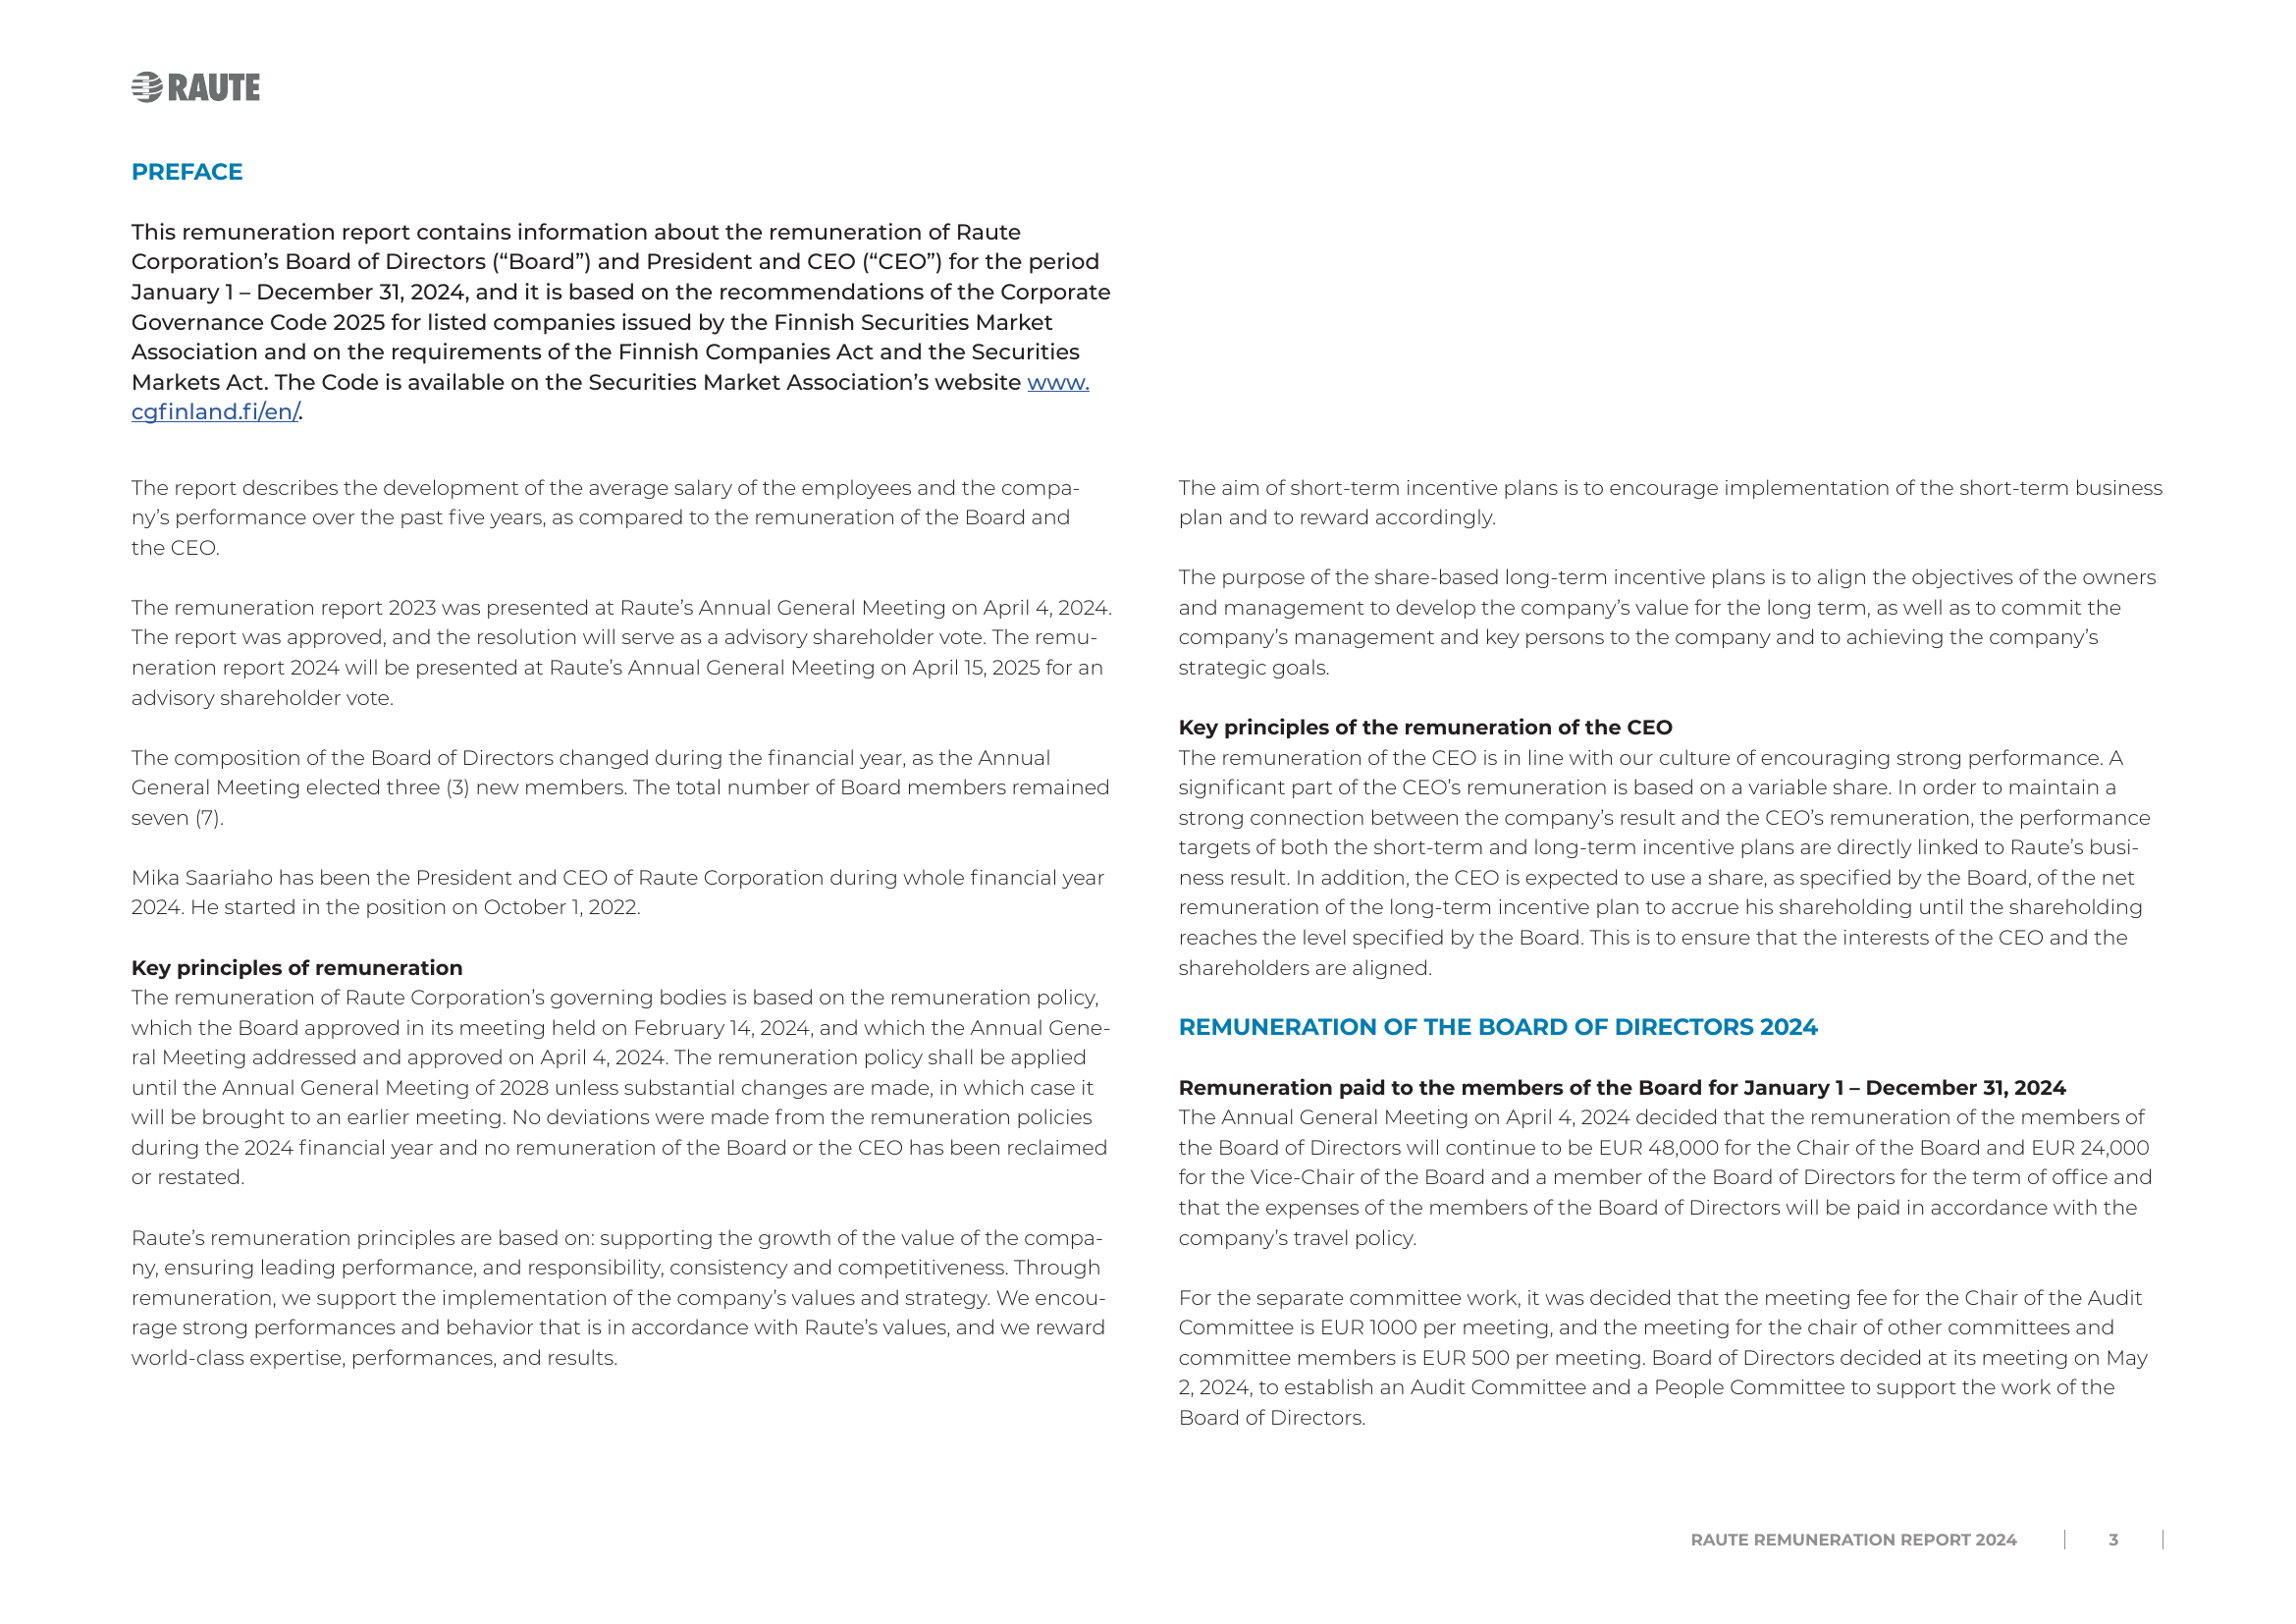 RAUTE
PREFACE
This remuneration report contains information about the remuneration of Raute
Corporation’s Board of Directors (“Board”) and President and CEO (“CEO”) for the period
January 1 – December 31, 2024, and it is based on the recommendations of the Corporate
Governance Code 2025 for listed companies issued by the Finnish Securities Market
Association and on the requirements of the Finnish Companies Act and the Securities
Markets Act. The Code is available on the Securities Market Association’s website www.
cgfinland.fi/en/.
The report describes the development of the average salary of the employees and the compa-
ny’s performance over the past five years, as compared to the remuneration of the Board and
the CEO.
The remuneration report 2023 was presented at Raute’s Annual General Meeting on April 4, 2024.
The report was approved, and the resolution will serve as a advisory shareholder vote. The remu-
neration report 2024 will be presented at Raute’s Annual General Meeting on April 15, 2025 for an
advisory shareholder vote.
The composition of the Board of Directors changed during the financial year, as the Annual
General Meeting elected three (3) new members. The total number of Board members remained
seven (7).
Mika Saariaho has been the President and CEO of Raute Corporation during whole financial year
2024. He started in the position on October 1, 2022.
Key principles of remuneration
The remuneration of Raute Corporation’s governing bodies is based on the remuneration policy,
which the Board approved in its meeting held on February 14, 2024, and which the Annual Gene-
ral Meeting addressed and approved on April 4, 2024. The remuneration policy shall be applied
until the Annual General Meeting of 2028 unless substantial changes are made, in which case it
will be brought to an earlier meeting. No deviations were made from the remuneration policies
during the 2024 financial year and no remuneration of the Board or the CEO has been reclaimed
or restated.
Raute’s remuneration principles are based on: supporting the growth of the value of the compa-
ny, ensuring leading performance, and responsibility, consistency and competitiveness. Through
remuneration, we support the implementation of the company’s values and strategy. We encou-
rage strong performances and behavior that is in accordance with Raute’s values, and we reward
world-class expertise, performances, and results.
The aim of short-term incentive plans is to encourage implementation of the short-term business
plan and to reward accordingly.
The purpose of the share-based long-term incentive plans is to align the objectives of the owners
and management to develop the company’s value for the long term, as well as to commit the
company’s management and key persons to the company and to achieving the company’s
strategic goals.
Key principles of the remuneration of the CEO
The remuneration of the CEO is in line with our culture of encouraging strong performance. A
significant part of the CEO’s remuneration is based on a variable share. In order to maintain a
strong connection between the company’s result and the CEO’s remuneration, the performance
targets of both the short-term and long-term incentive plans are directly linked to Raute’s busi-
ness result. In addition, the CEO is expected to use a share, as specified by the Board, of the net
remuneration of the long-term incentive plan to accrue his shareholding until the shareholding
reaches the level specified by the Board. This is to ensure that the interests of the CEO and the
shareholders are aligned.
REMUNERATION OF THE BOARD OF DIRECTORS 2024
Remuneration paid to the members of the Board for January 1 – December 31, 2024
The Annual General Meeting on April 4, 2024 decided that the remuneration of the members of
the Board of Directors will continue to be EUR 48,000 for the Chair of the Board and EUR 24,000
for the Vice-Chair of the Board and a member of the Board of Directors for the term of office and
that the expenses of the members of the Board of Directors will be paid in accordance with the
company’s travel policy.
For the separate committee work, it was decided that the meeting fee for the Chair of the Audit
Committee is EUR 1000 per meeting, and the meeting for the chair of other committees and
committee members is EUR 500 per meeting. Board of Directors decided at its meeting on May
2, 2024, to establish an Audit Committee and a People Committee to support the work of the
Board of Directors.
RAUTE REMUNERATION REPORT 2024 | 3 |